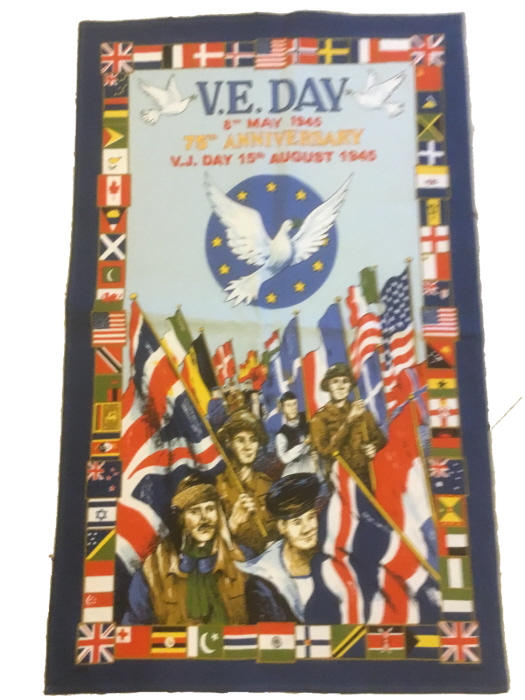 V.E. DAY
8TH MAY 1945
75TH ANNIVERSARY
V.J. DAY 15TH AUGUST 1945